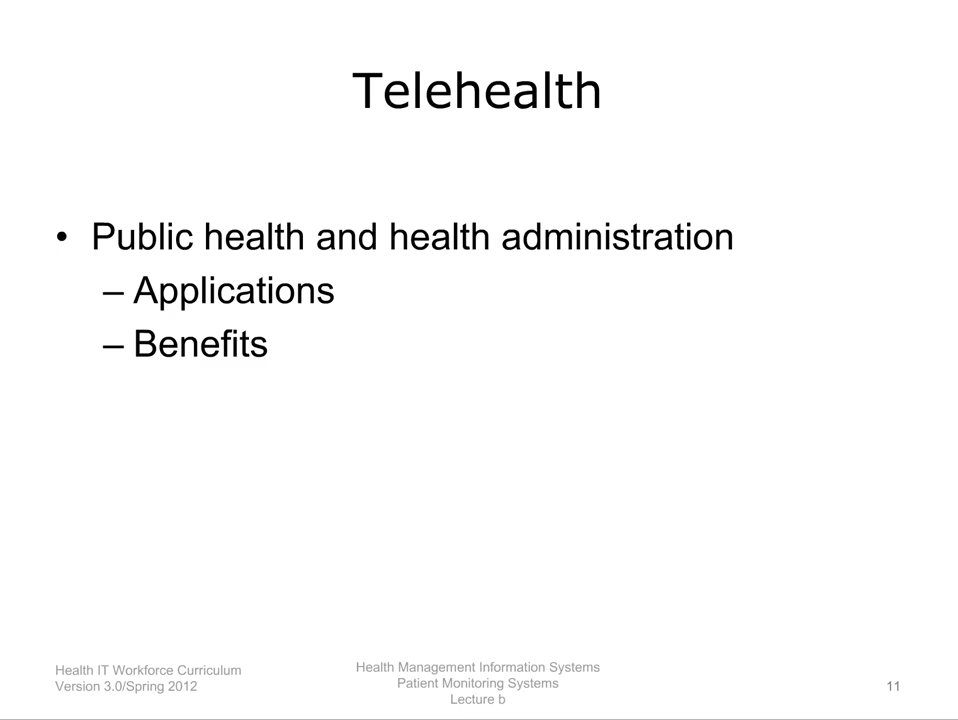 Telehealth
• Public health and health administration
– Applications
– Benefits
Health IT Workforce Curriculum
Version 3.0/Spring 2012
Health Management Information Systems
Patient Monitoring Systems
Lecture b
11